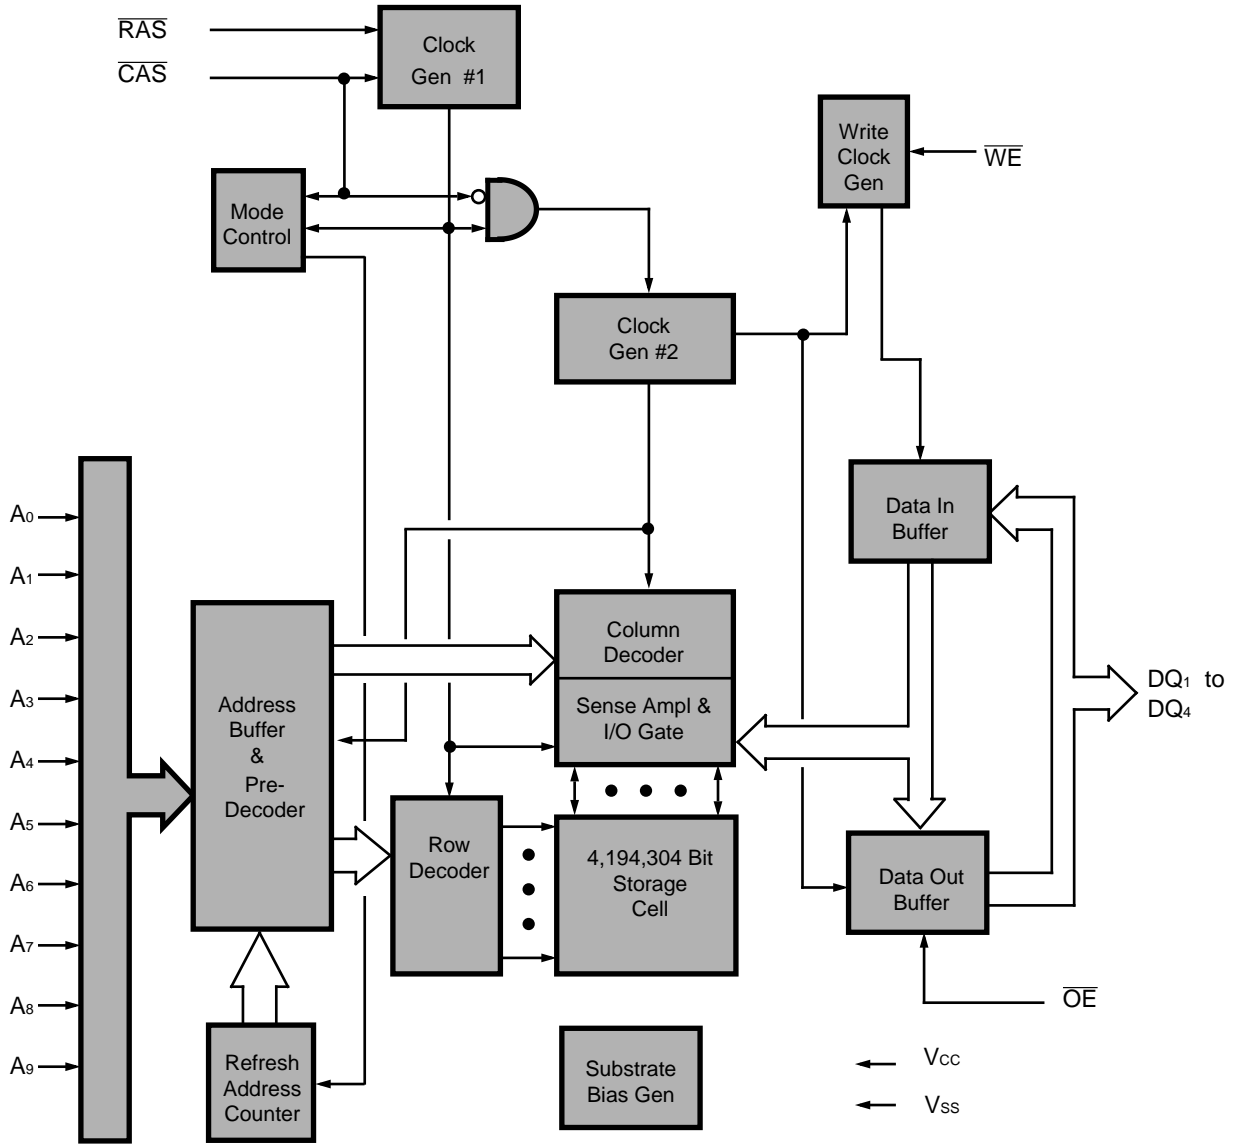 RAS
CAS
Clock
Gen #1
Write
Clock
Gen
WE
Mode
Control
Clock
Gen #2
A0
A1
A2
A3
A4
A5
A6
A7
A8
A9
Address
Buffer
&
Pre-
Decoder
Column
Decoder
Sense Ampl &
I/O Gate
Data In
Buffer
DQ1 to
DQ4
Row
Decoder
4,194,304 Bit
Storage
Cell
Data Out
Buffer
OE
Refresh
Address
Counter
Substrate
Bias Gen
VCC
VSS